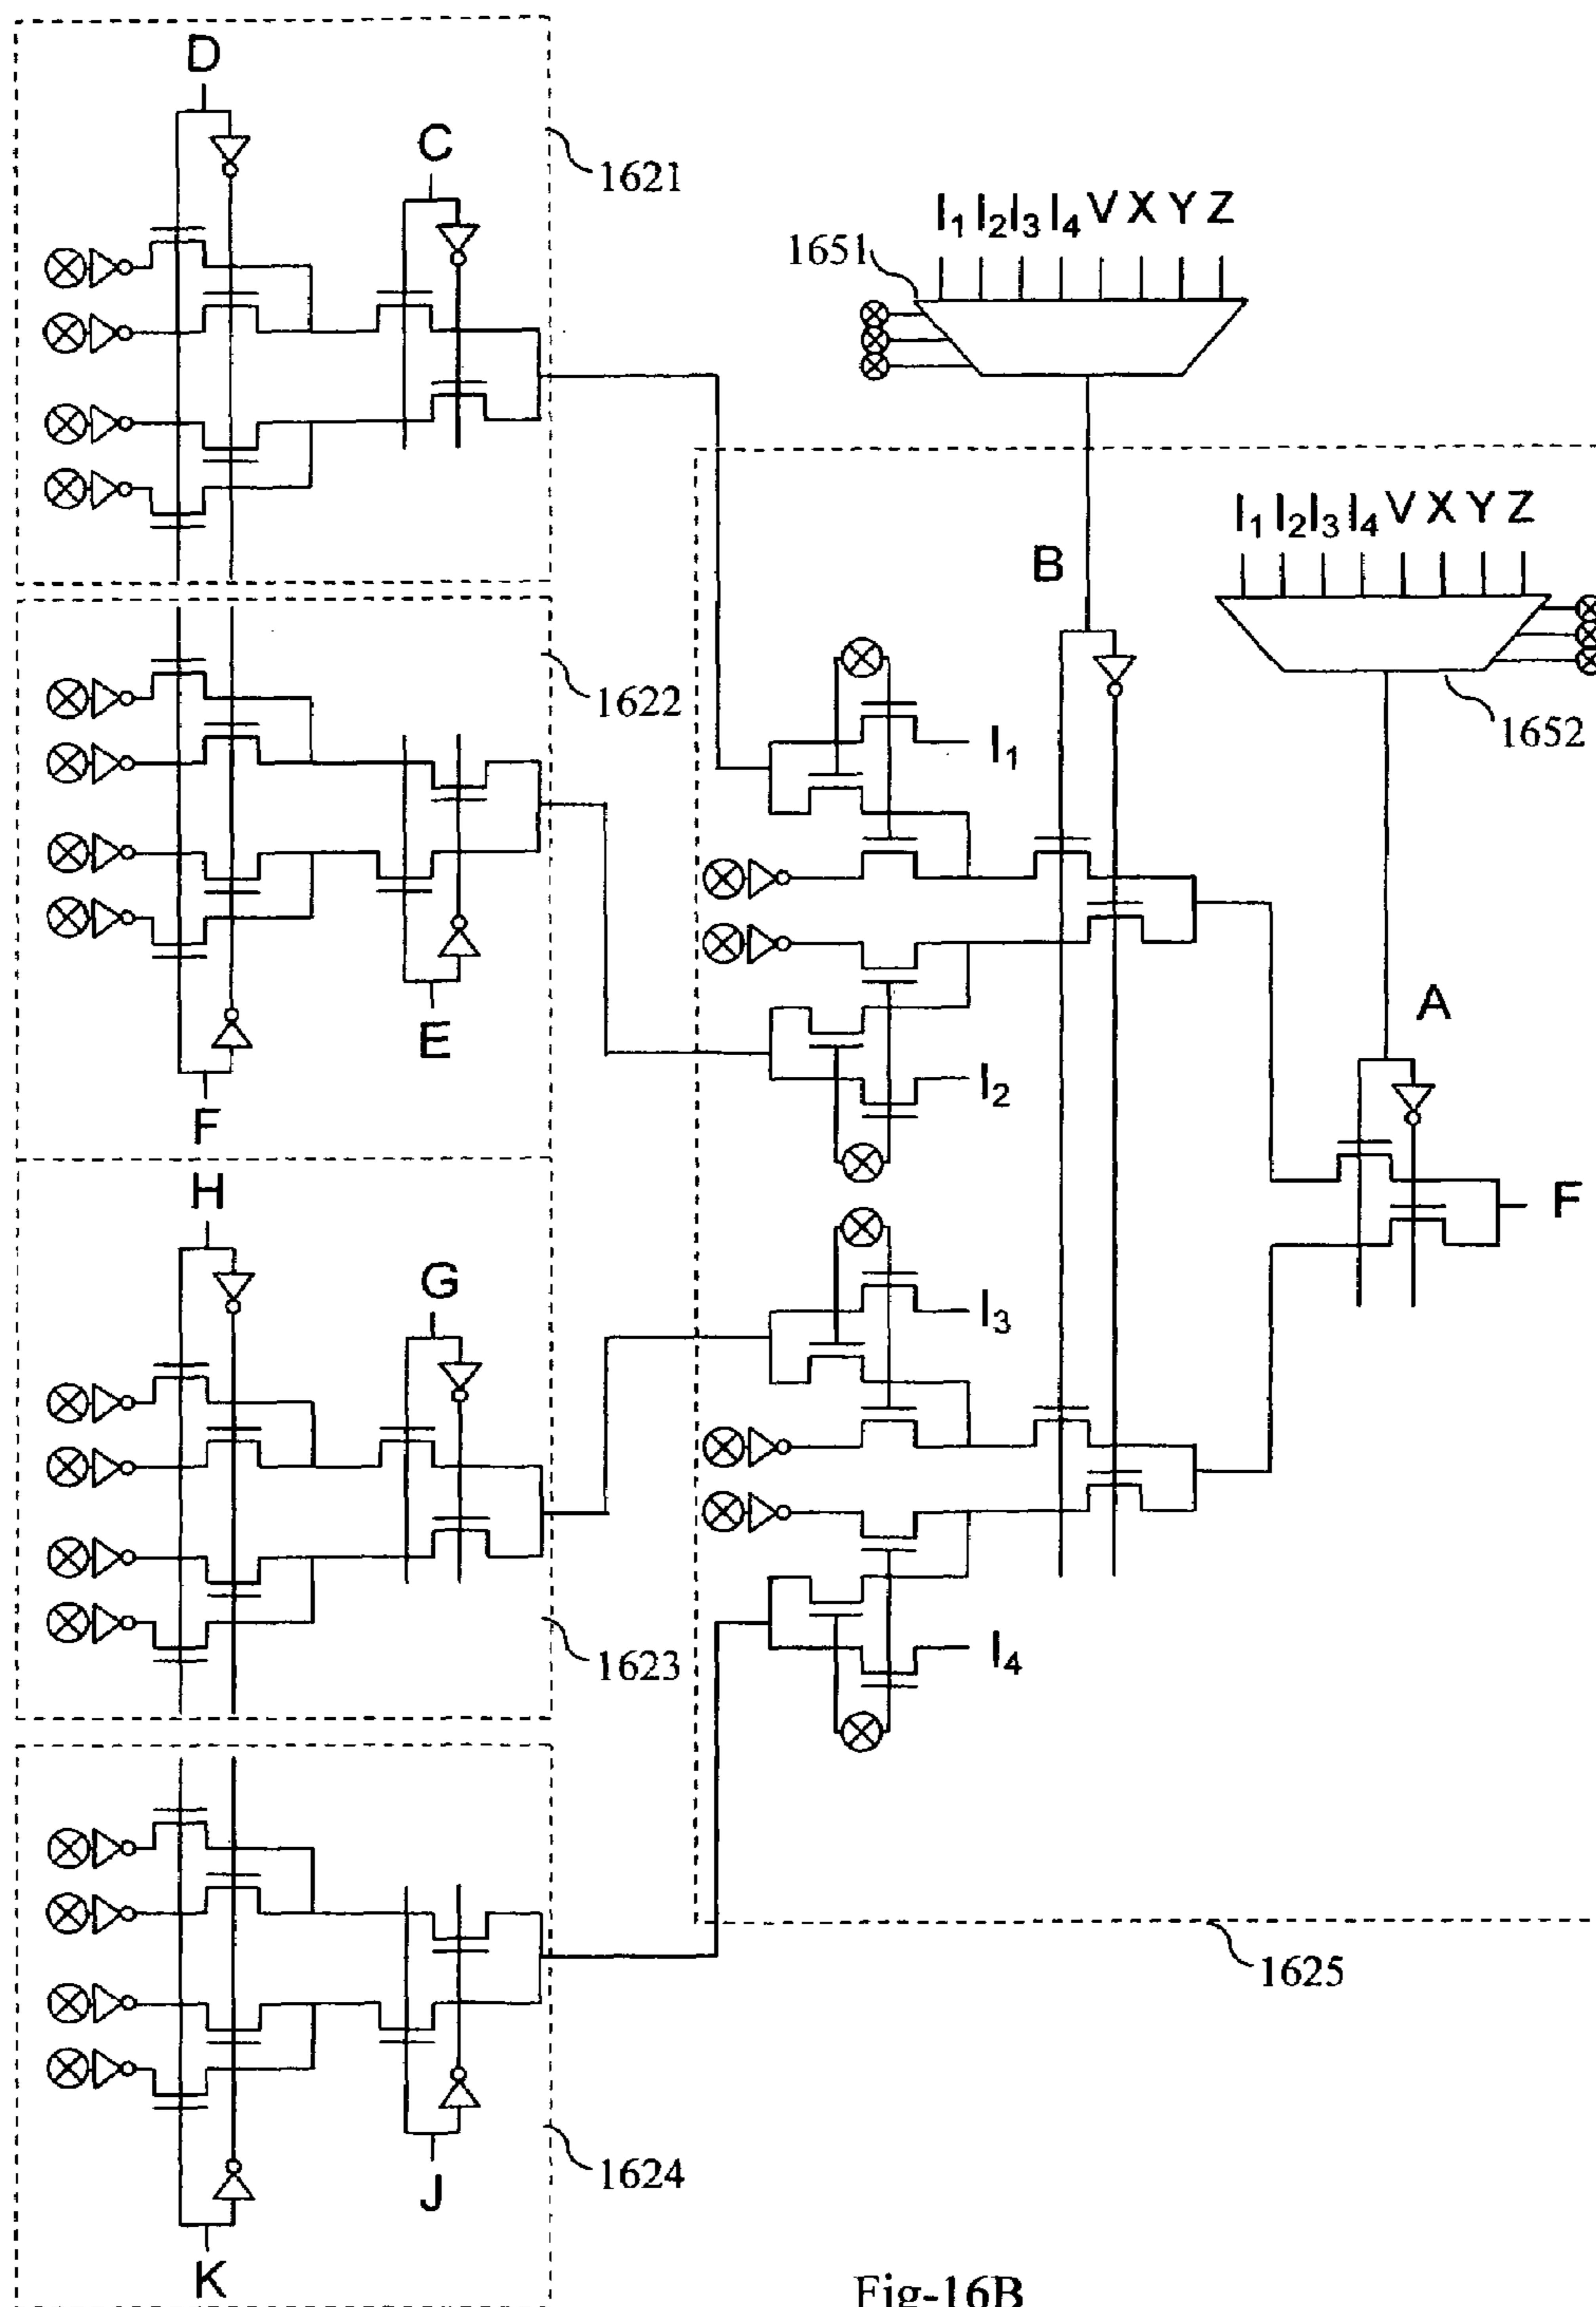 D
C
1621
I₁ I₂ I₃ I₄ V X Y Z
1651
I₁ I₂ I₃ I₄ V X Y Z
B
1622
1652
I₁
A
E
I₂
F
H
F
G
I₃
1623
I₄
1625
J
1624
K
Fig-16B